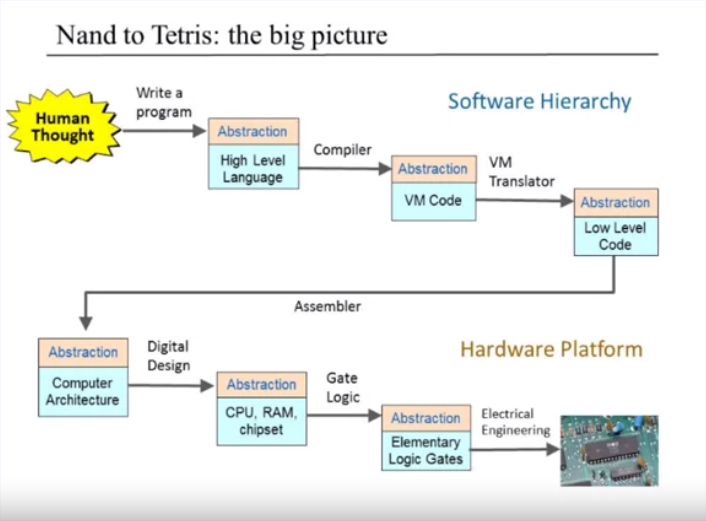 Nand to Tetris: the big picture
Human
Thought
Write a
program
Software Hierarchy
Abstraction
High Level
Language
Compiler
Abstraction
VM Code
VM
Translator
Abstraction
Low Level
Code
Assembler
Abstraction
Computer
Architecture
Digital
Design
Hardware Platform
Abstraction
CPU, RAM,
chipset
Gate
Logic
Abstraction
Elementary
Logic Gates
Electrical
Engineering